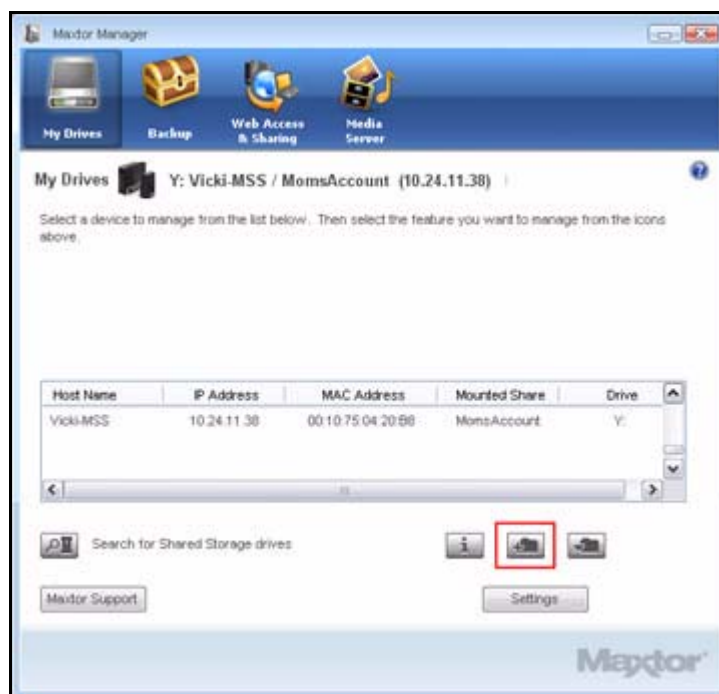 Maxtor Manager
My Drives
Backup
Web Access
& Sharing
Media
Server
My Drives Y: Vicki-MSS / MomsAccount (10.24.11.38)
Select a device to manage from the list below. Then select the feature you want to manage from the icons
above.
Host Name IP Address MAC Address Mounted Share Drive
Vicki-MSS 10.24.11.38 00:10:75:04:20:B8 MomsAccount Y:
Search for Shared Storage drives
i
Maxtor Support Settings
Maxtor